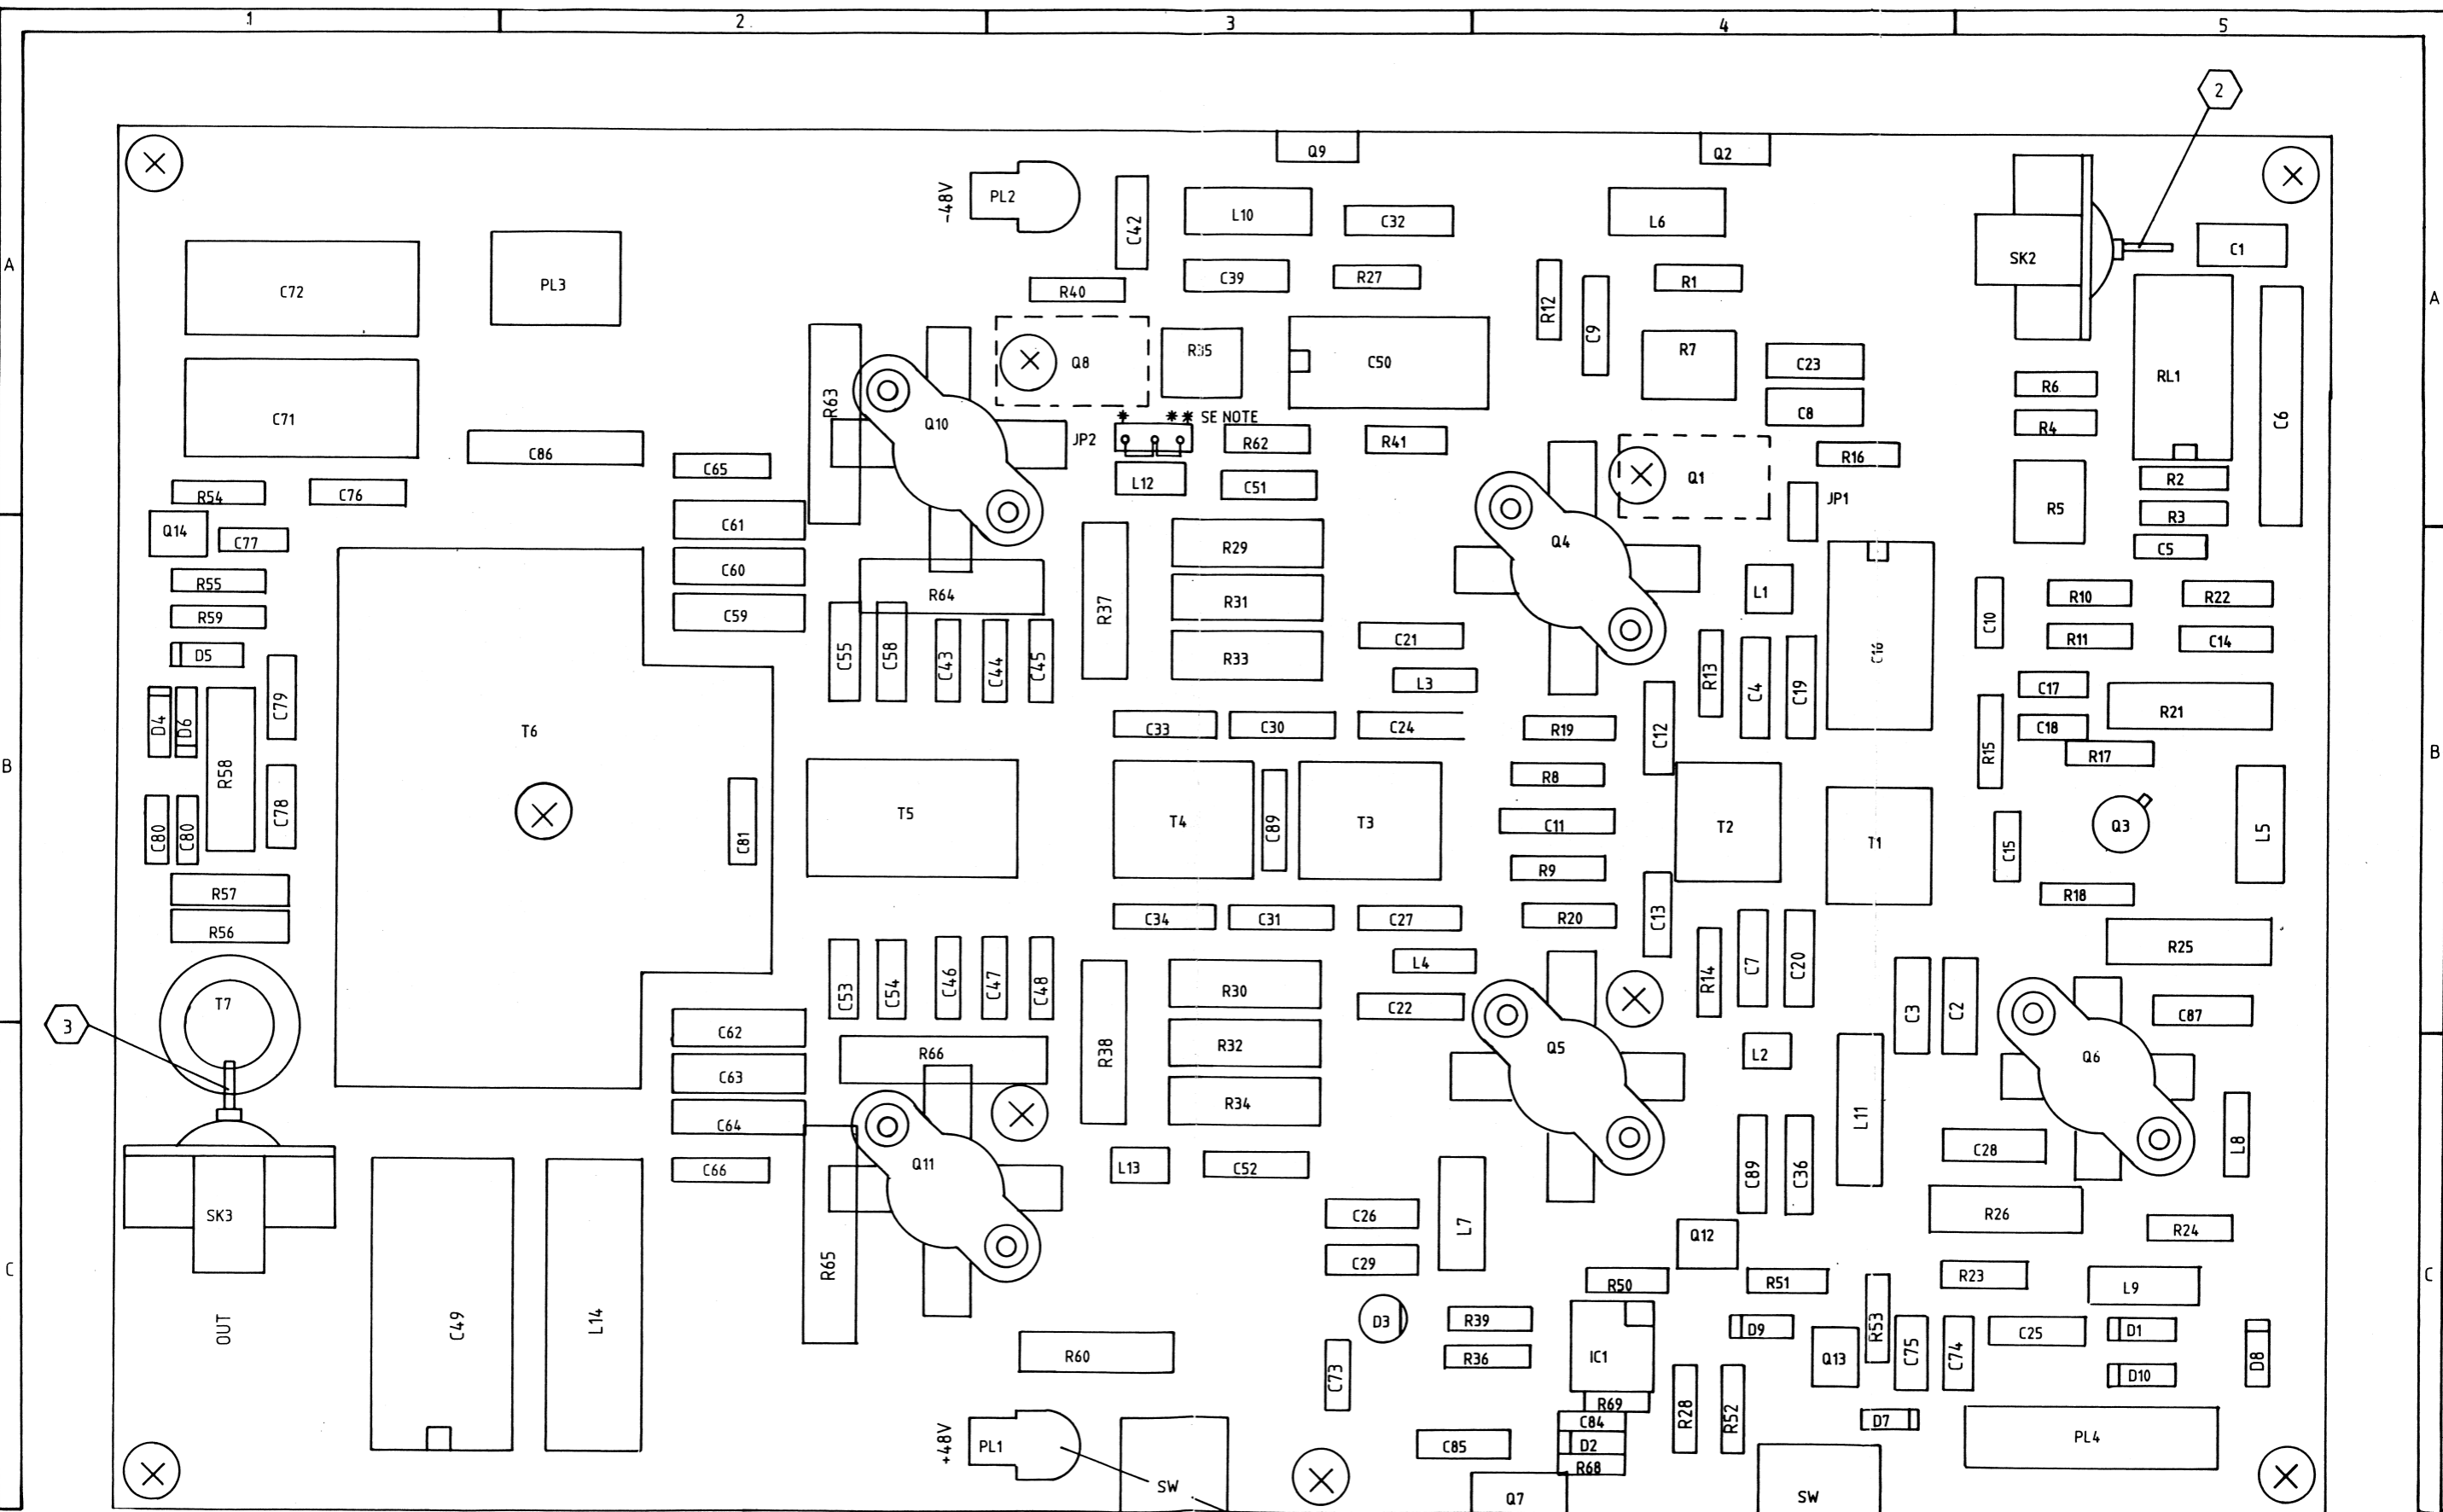 1 2 3 4 5
2
Q9 Q2
-48V PL2 C42 L10 C32 L6 SK2 C1
A A
C72 PL3 R40 C39 R27 R12 C9 R1
R63 Q8 R35 C50 R7 C23 RL1 C6
R6
C71 Q10 * ** SE NOTE C8 R4
JP2 R62 R41
C86 C65 L12 C51 Q1 R16 R2
R54 C76 C61 JP1 R5 R3
Q14 C77 R29 Q4 C5
R55 C60 R64 R37 R31 L1 C10 R10 R22
R59 C59 C21 R11 C14
D5 C55 C58 C43 C44 C45 R33 L3 R13 C4 C19 C16 C17
D4 D6 C79 R21
T6 C33 C30 C24 R19 C12 C18
B R58 R15 R17 B
R8
C80 C80 C78 C81 T5 T4 C89 T3 C11 T2 T1 C15 Q3 L5
R57 R9 R18
R56 C34 C31 C27 R20 C13
C53 C54 C46 C47 C48 L4 R14 C7 C20 R25
T7 R30 C22 C3 C2 C87
3 C62 R66 R38 R32 Q5 L2 Q6
C63 R34 L11
C64 L8
C66 Q11 L13 C52 C89 C36 C28
SK3 C26 L7 R26 R24
C R65 C29 Q12 C
R50 R51 R23 L9
OUT C49 L14 D3 R39 D9 R53 C25 D1
R60 C73 R36 IC1 Q13 C75 C74 D10 D8
R69 R28 R52
+48V PL1 C85 C84 D7 PL4
D2
R68
SW Q7 SW